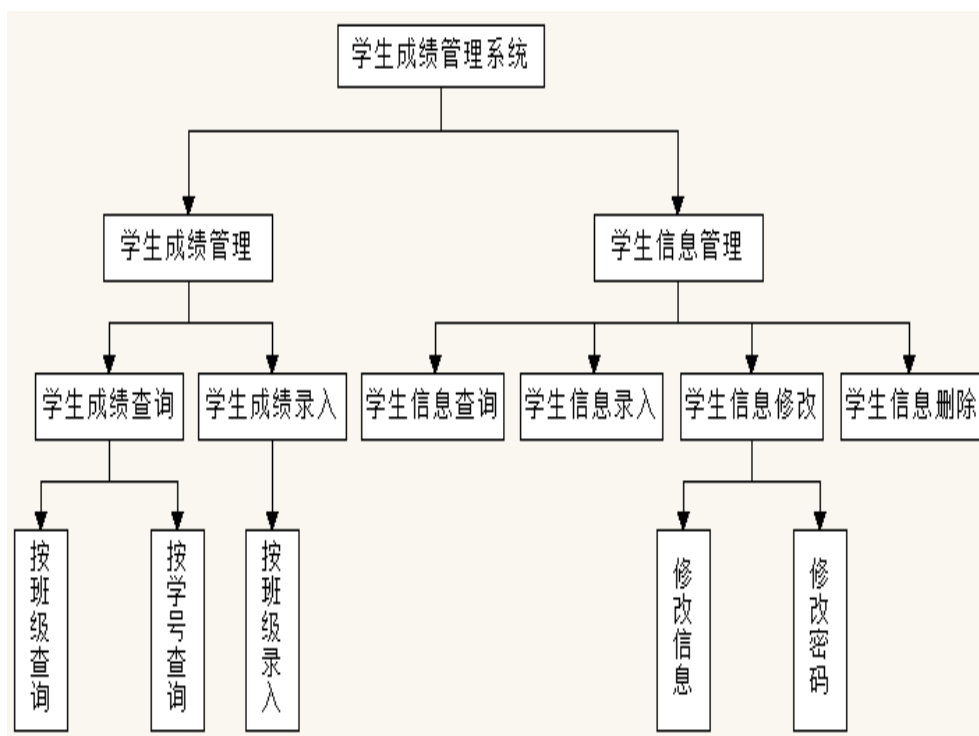 学生成绩管理系统
学生成绩管理
学生信息管理
学生成绩查询
学生成绩录入
学生信息查询
学生信息录入
学生信息修改
学生信息删除
按班级查询
按学号查询
按班级录入
修改信息
修改密码